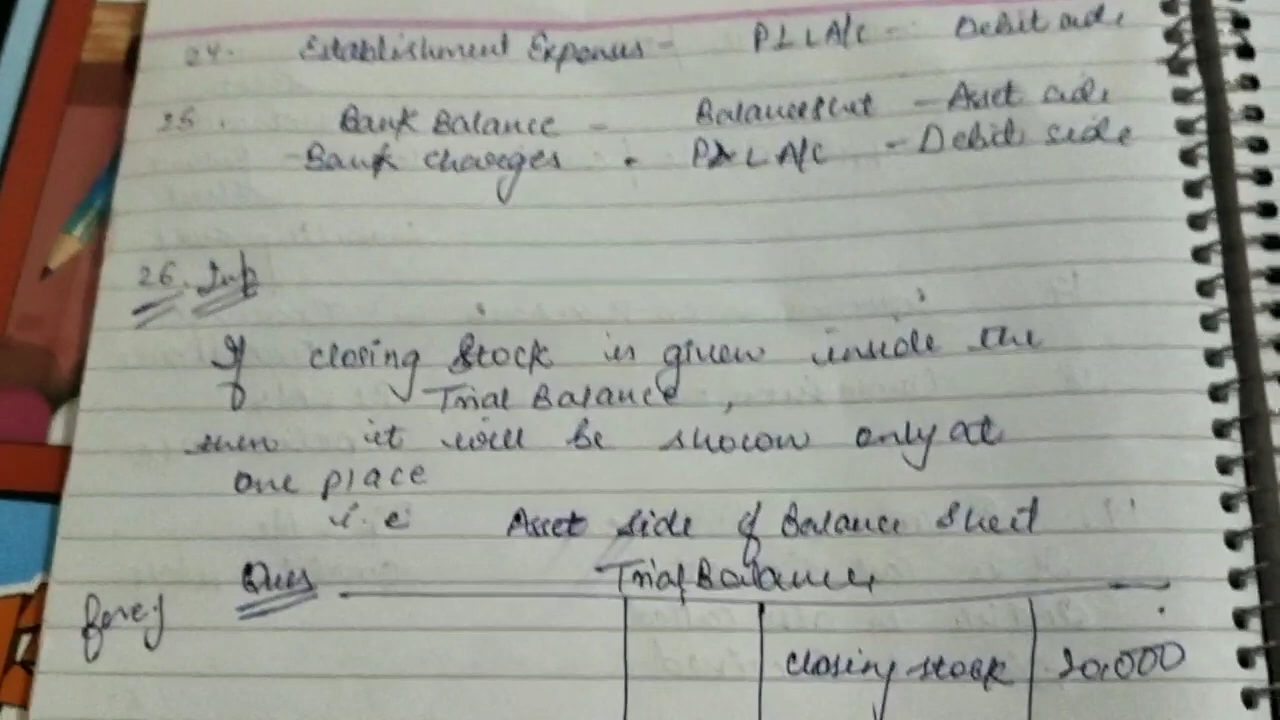 24. Establishment Expenses - P&L A/c - Debit side
25. Bank Balance - Balance Sheet - Asset side
Bank charges - P&L A/c - Debit side
26. Imp
If closing stock is given inside the
Trial Balance,
then it will be shown only at
one place
i.e Asset side of Balance Sheet
Ques Trial Balance
closing stock 20,000